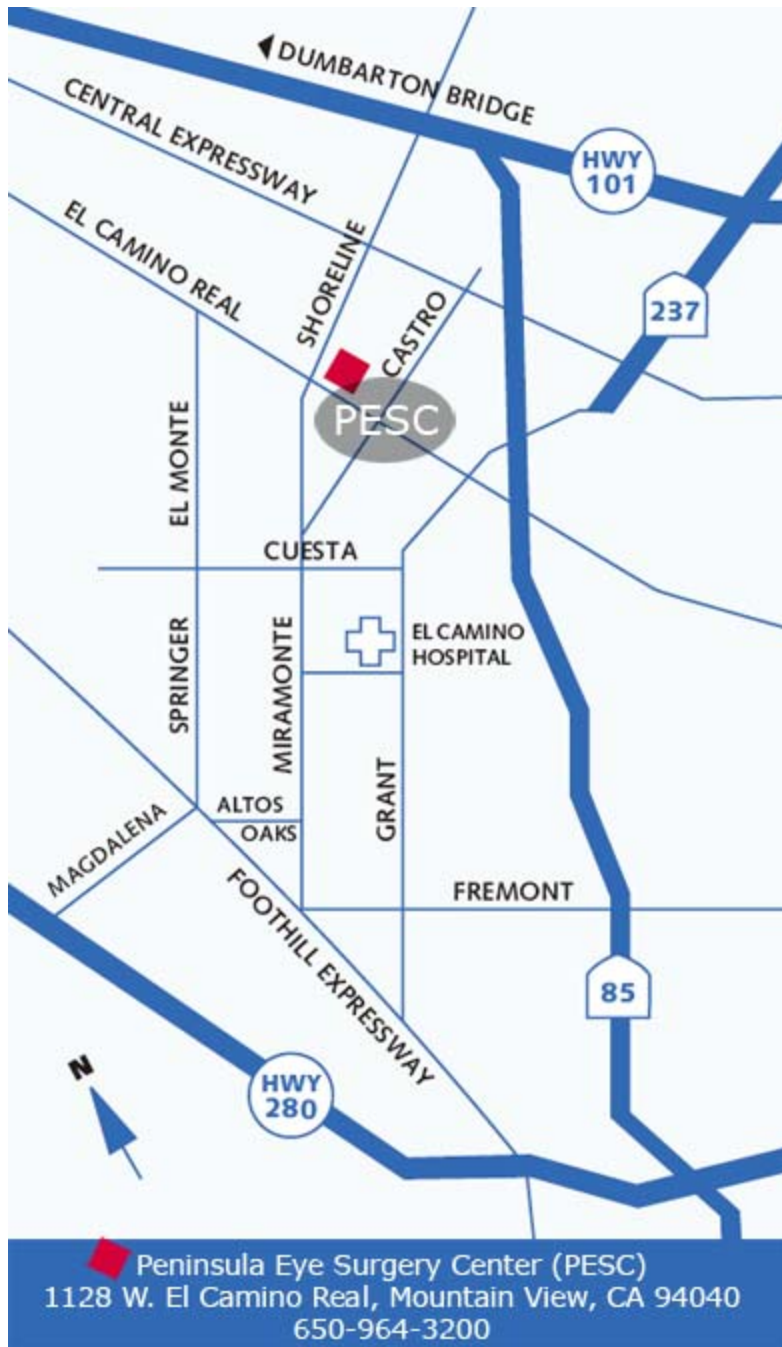 DUMBARTON BRIDGE
CENTRAL EXPRESSWAY
HWY
101
EL CAMINO REAL
SHORELINE
237
CASTRO
PESC
EL MONTE
CUESTA
EL CAMINO
HOSPITAL
SPRINGER
MIRAMONTE
GRANT
ALTOS
OAKS
MAGDALENA
FREMONT
FOOTHILL EXPRESSWAY
85
N
HWY
280
Peninsula Eye Surgery Center (PESC)
1128 W. El Camino Real, Mountain View, CA 94040
650-964-3200